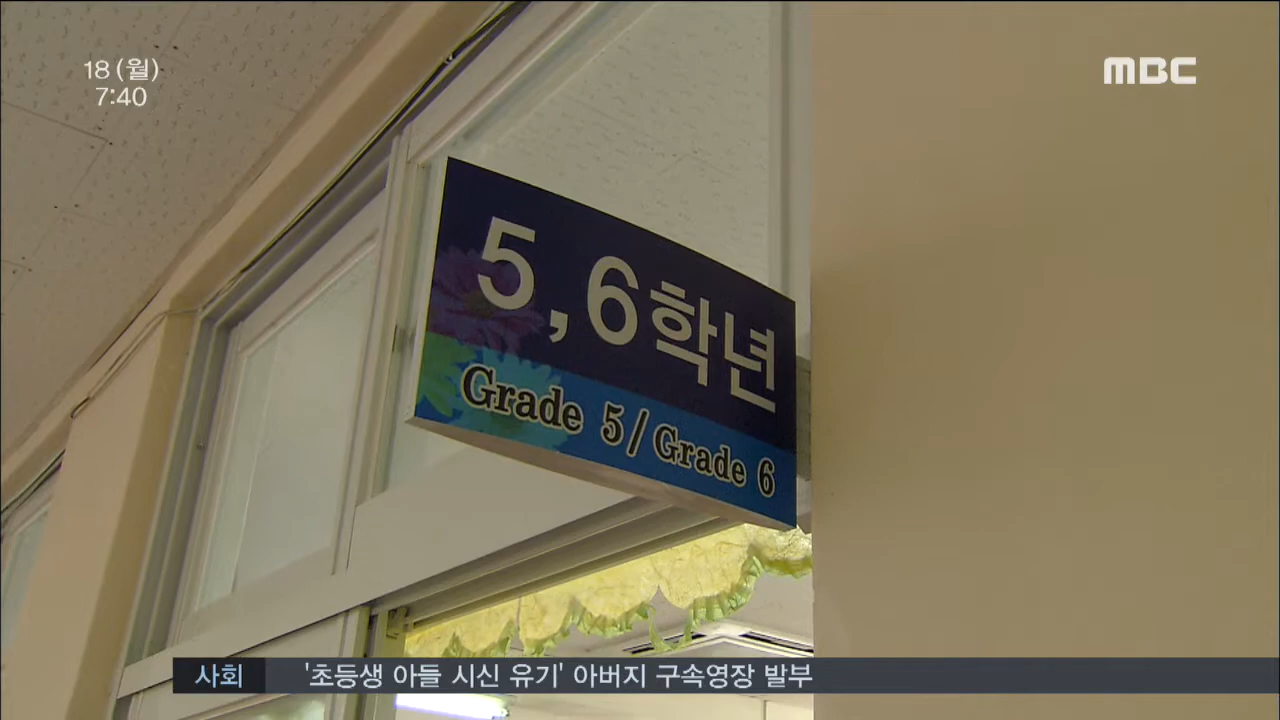 18 (월)
7:40
MBC
5,6학년
Grade 5/Grade 6
사회
'초등생 아들 시신 유기' 아버지 구속영장 발부